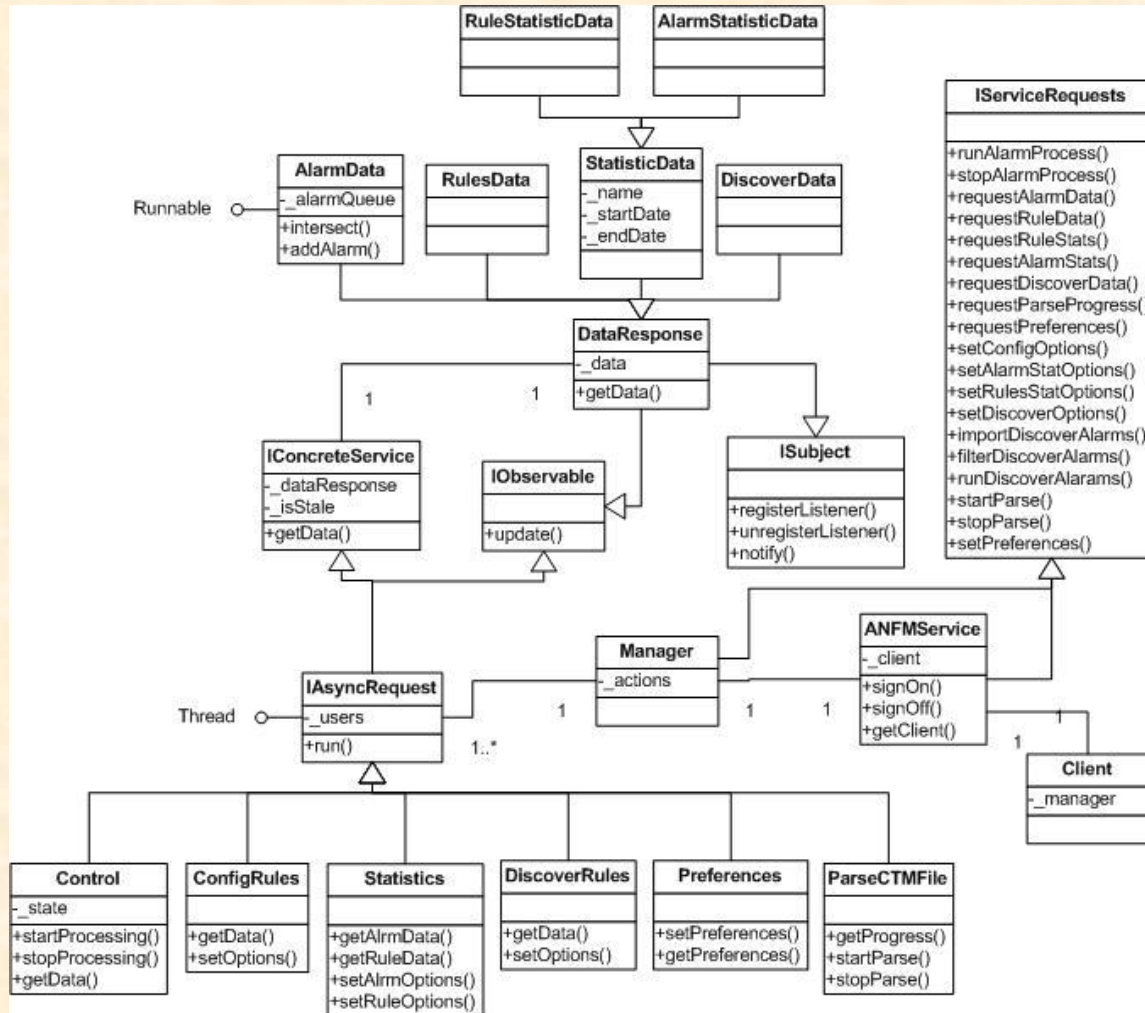 RuleStatisticData
AlarmStatisticData
IServiceRequests
+runAlarmProcess()
+stopAlarmProcess()
+requestAlarmData()
+requestRuleData()
+requestRuleStats()
+requestAlarmStats()
+requestDiscoverData()
+requestParseProgress(
+requestPreferences()
+setConfigOptions()
+setAlarmStatOptions()
+setRulesStatOptions()
+setDiscoverOptions()
+importDiscoverAlarms()
+filterDiscoverAlarms()
+runDiscoverAlarams()
+startParse()
+stopParse()
+setPreferences()
Runnable
AlarmData
-_alarmQueue
+intersect()
+addAlarm()
RulesData
StatisticData
-_name
-_startDate
-_endDate
DiscoverData
DataResponse
-_data
+getData()
1
1
IConcreteService
-_dataResponse
-_isStale
+getData()
IObservable
+update()
ISubject
+registerListener()
+unregisterListener()
+notify()
Thread
IAsyncRequest
-_users
+run()
1..*
1
Manager
-_actions
1
1
ANFMService
-_client
+signOn()
+signOff()
+getClient()
1
1
Client
-_manager
Control
-_state
+startProcessing()
+stopProcessing()
+getData()
ConfigRules
+getData()
+setOptions()
Statistics
+getAlrmData()
+getRuleData()
+setAlrmOptions()
+setRuleOptions()
DiscoverRules
+getData()
+setOptions()
Preferences
+setPreferences()
+getPreferences()
ParseCTMFile
+getProgress()
+startParse()
+stopParse()